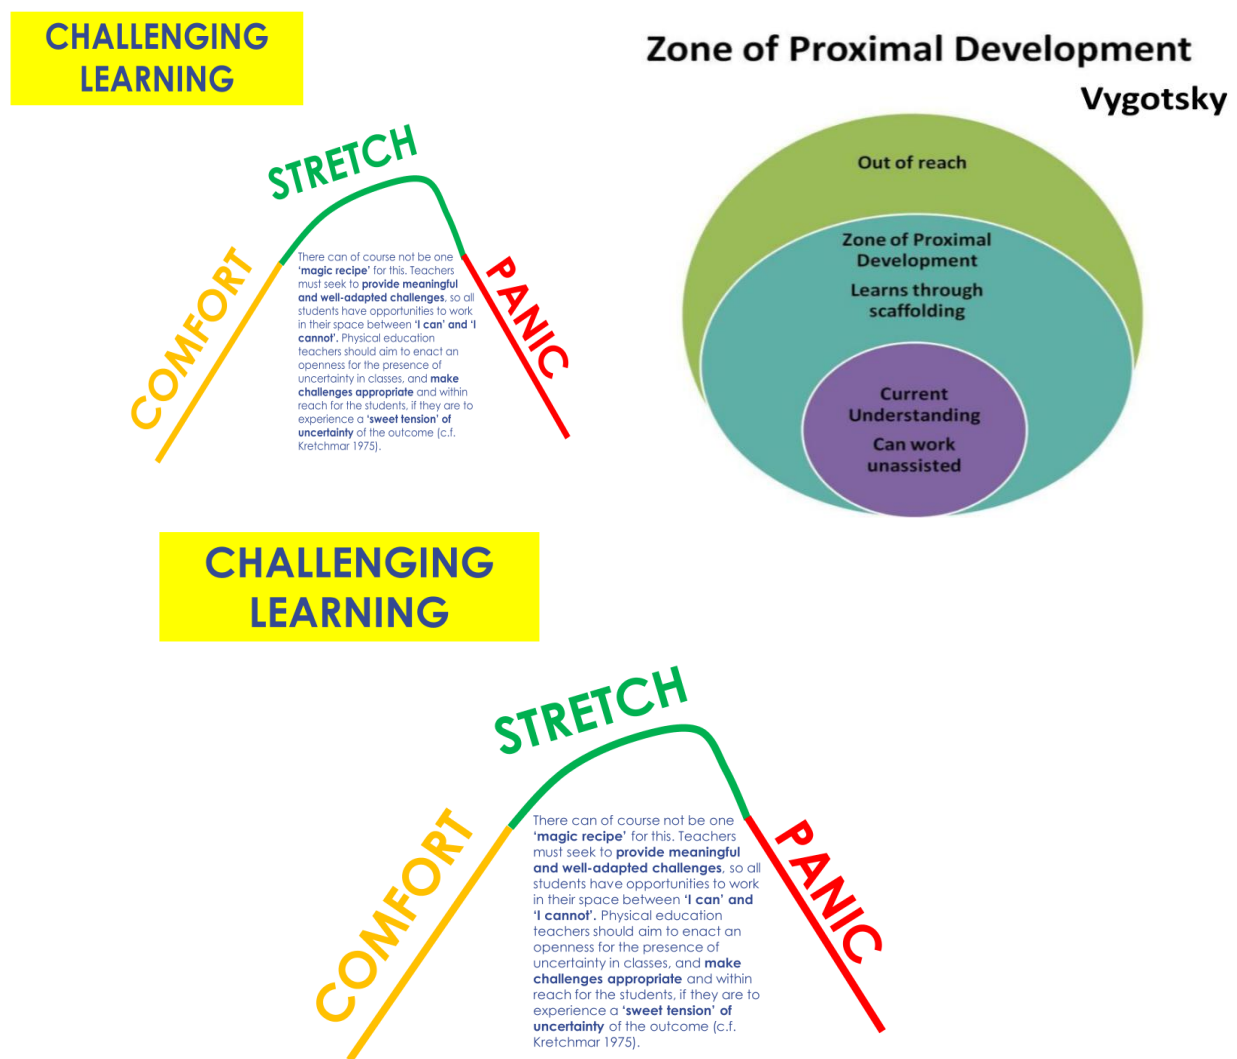 CHALLENGING
LEARNING
STRETCH
COMFORT
PANIC
There can of course not be one
'magic recipe' for this. Teachers
must seek to provide meaningful
and well-adapted challenges, so all
students have opportunities to work
in their space between 'I can' and 'I
cannot'. Physical education
teachers should aim to enact an
openness for the presence of
uncertainty in classes, and make
challenges appropriate and within
reach for the students, if they are to
experience a 'sweet tension' of
uncertainty of the outcome (c.f.
Kretchmar 1975).
Zone of Proximal Development
Vygotsky
Out of reach
Zone of Proximal
Development
Learns through
scaffolding
Current
Understanding
Can work
unassisted
CHALLENGING
LEARNING
STRETCH
COMFORT
PANIC
There can of course not be one
'magic recipe' for this. Teachers
must seek to provide meaningful
and well-adapted challenges, so all
students have opportunities to work
in their space between 'I can' and
'I cannot'. Physical education
teachers should aim to enact an
openness for the presence of
uncertainty in classes, and make
challenges appropriate and within
reach for the students, if they are to
experience a 'sweet tension' of
uncertainty of the outcome (c.f.
Kretchmar 1975).